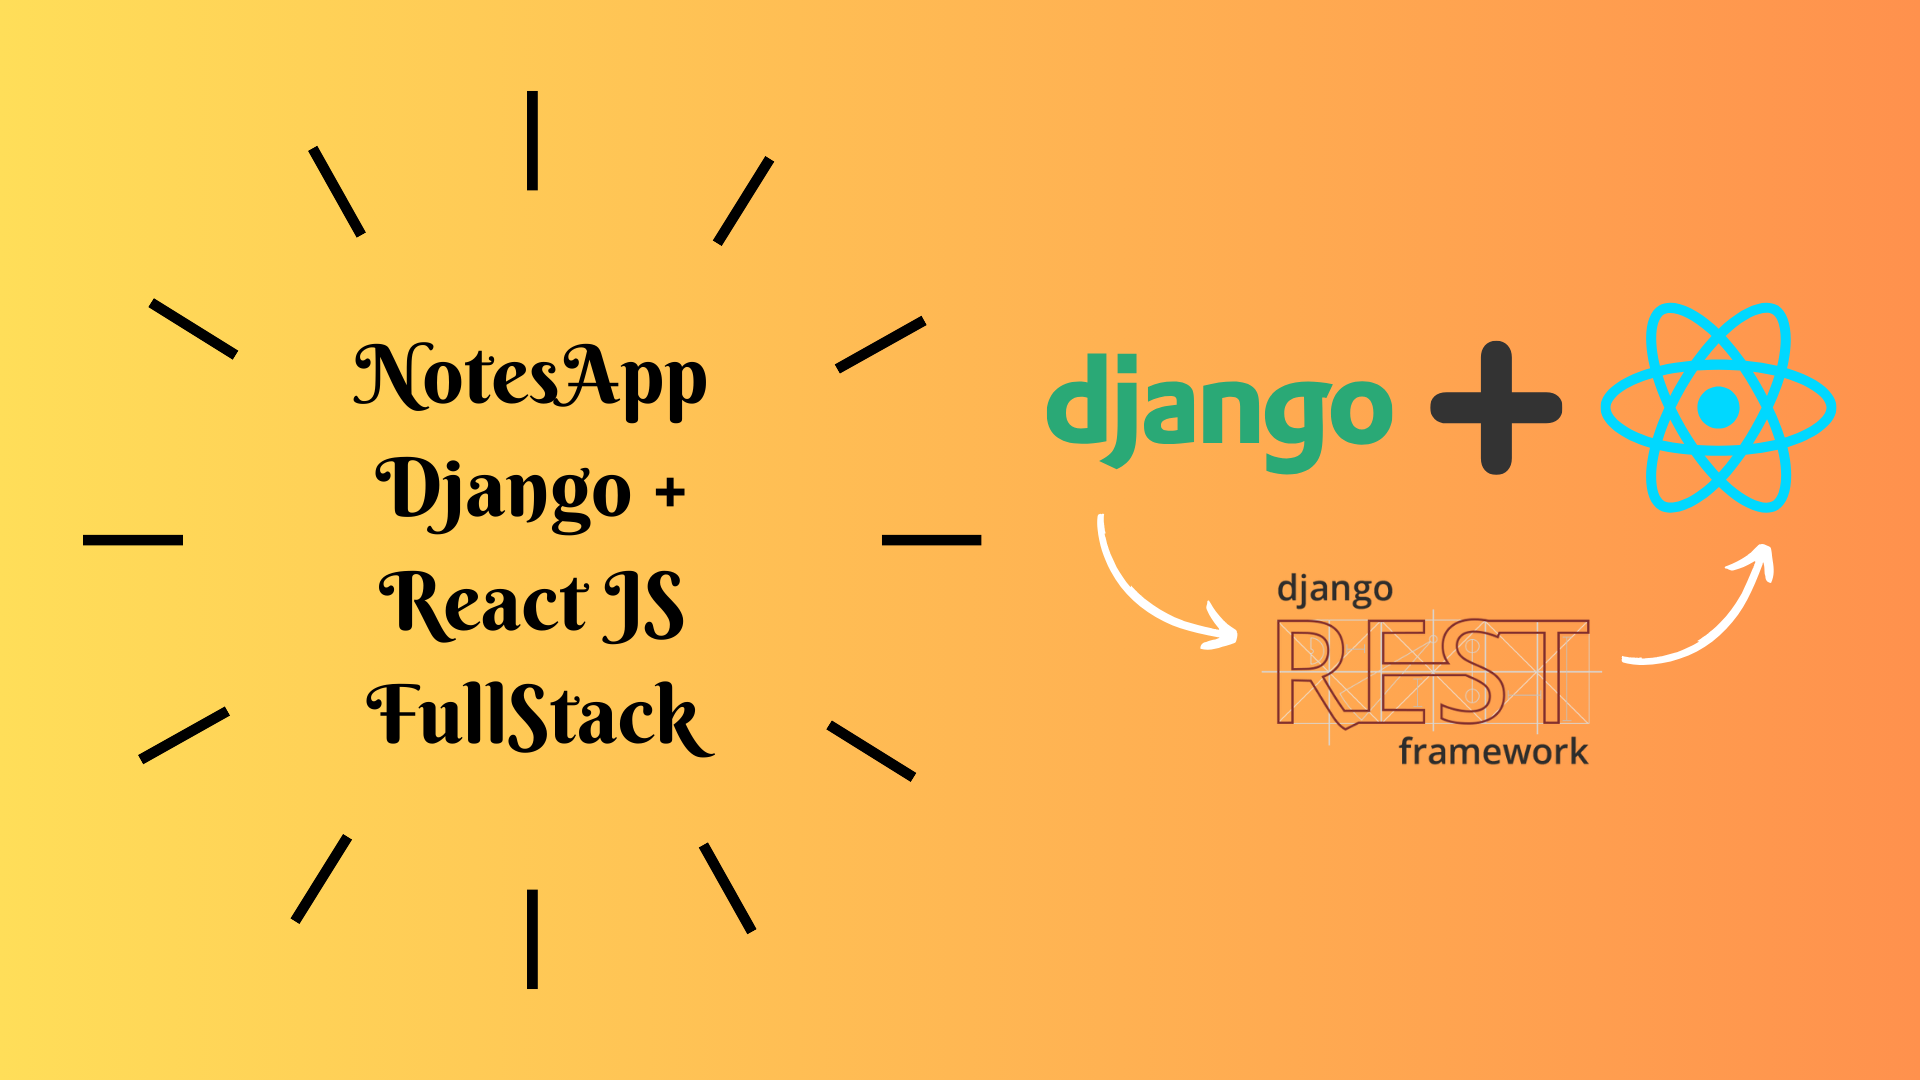 NotesApp
Django +
React JS
FullStack
django
django
REST
framework